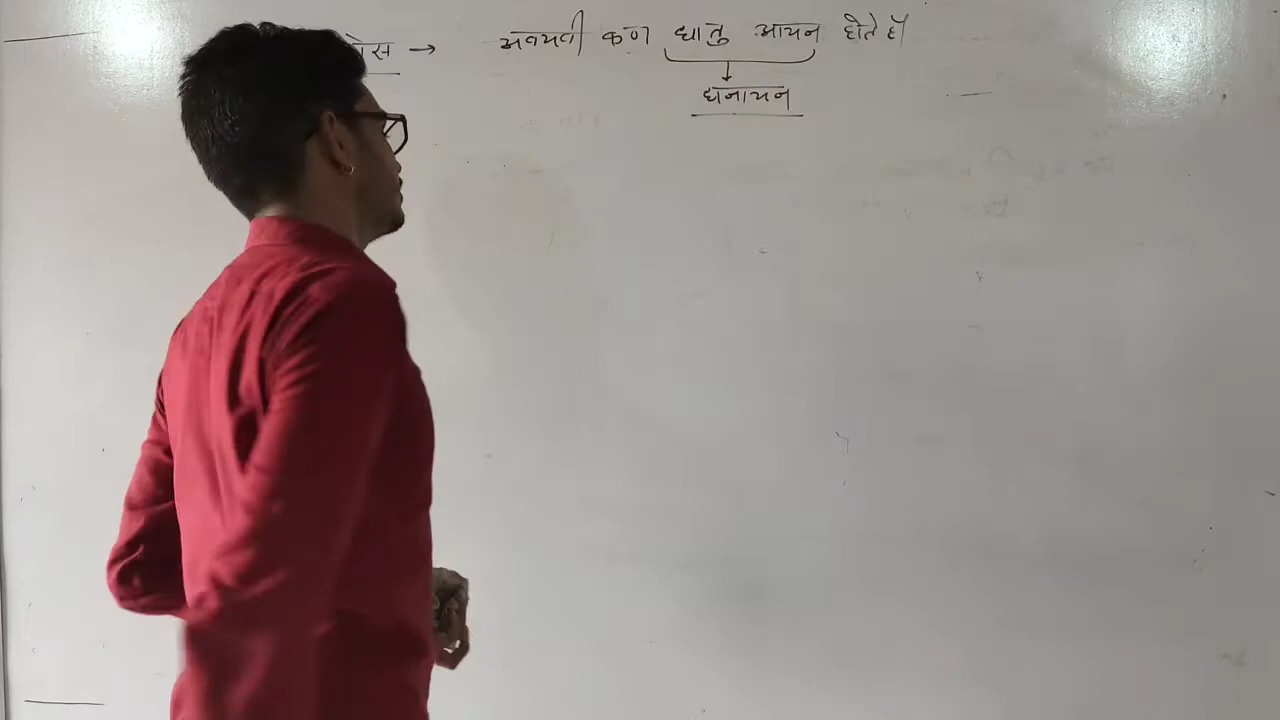 → अवयवी कण धातु आयन होते हैं
धनायन